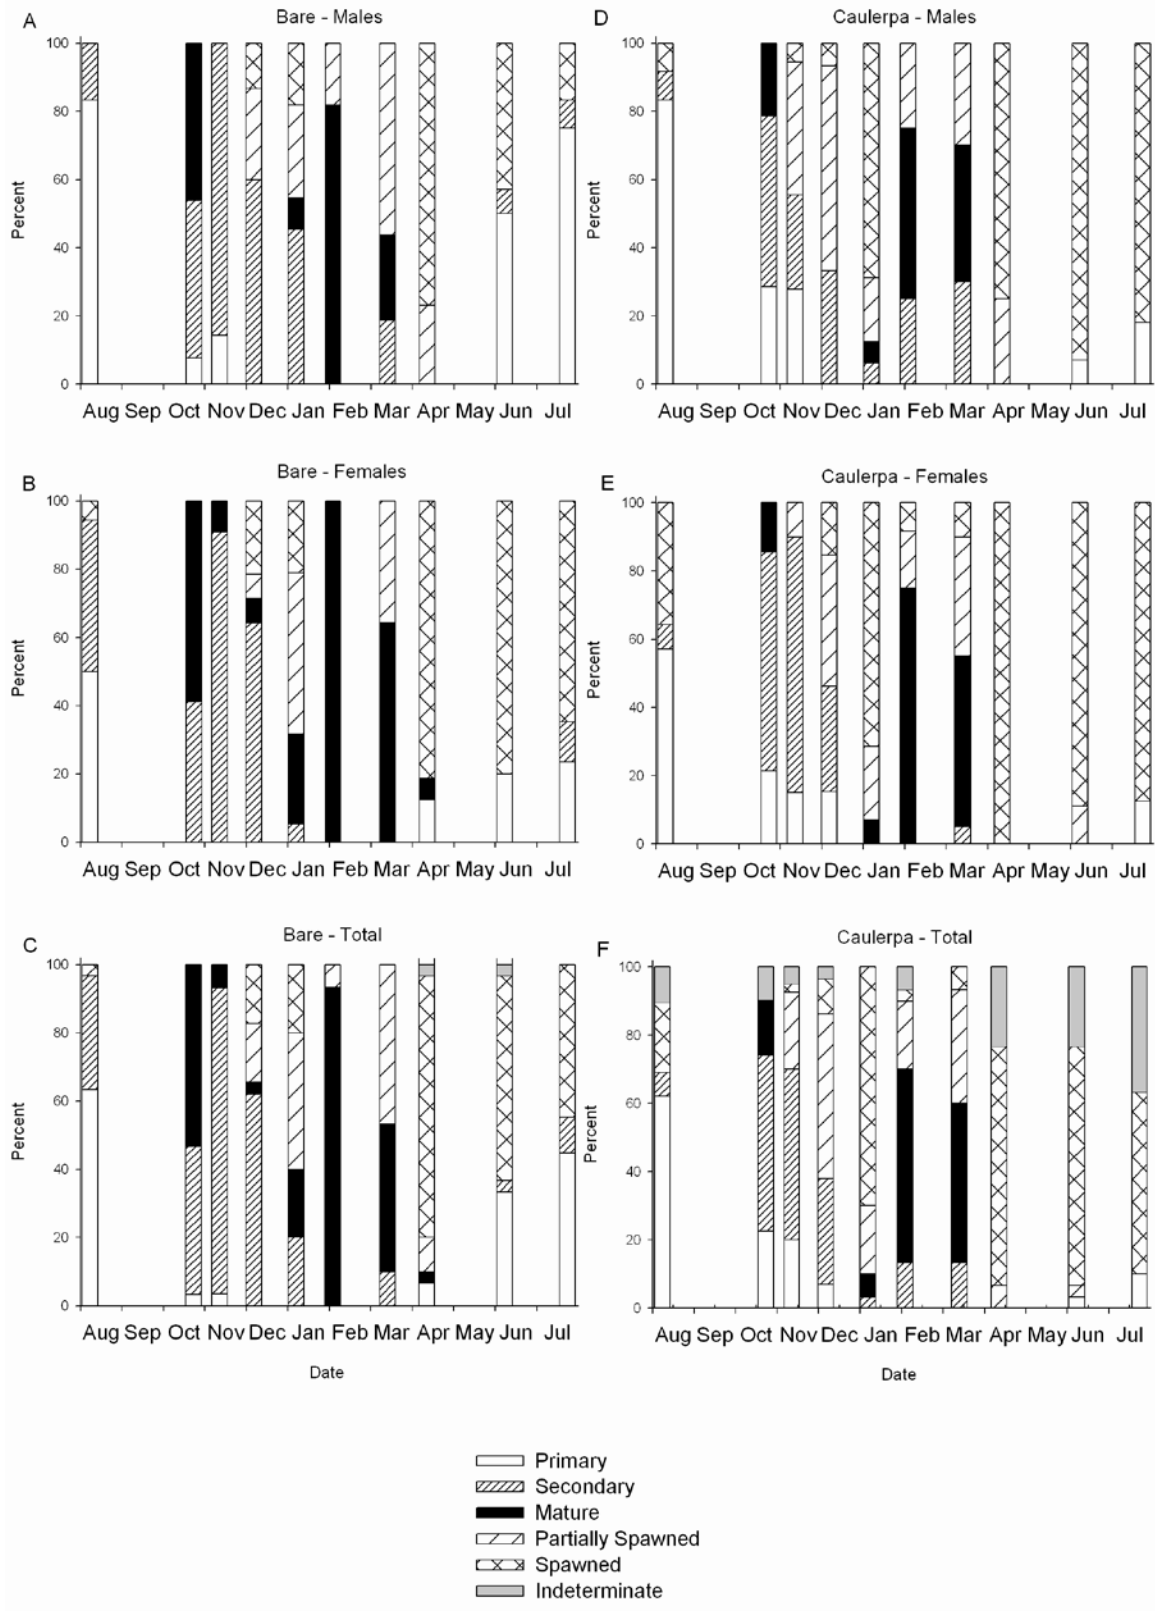 A
Bare - Males
100
80
60
40
20
0
Percent
Aug Sep Oct Nov Dec Jan Feb Mar Apr May Jun Jul
D
Caulerpa - Males
100
80
60
40
20
0
Percent
Aug Sep Oct Nov Dec Jan Feb Mar Apr May Jun Jul
B
Bare - Females
100
80
60
40
20
0
Percent
Aug Sep Oct Nov Dec Jan Feb Mar Apr May Jun Jul
E
Caulerpa - Females
100
80
60
40
20
0
Percent
Aug Sep Oct Nov Dec Jan Feb Mar Apr May Jun Jul
C
Bare - Total
100
80
60
40
20
0
Percent
Aug Sep Oct Nov Dec Jan Feb Mar Apr May Jun Jul
Date
F
Caulerpa - Total
100
80
60
40
20
0
Percent
Aug Sep Oct Nov Dec Jan Feb Mar Apr May Jun Jul
Date
Primary
Secondary
Mature
Partially Spawned
Spawned
Indeterminate